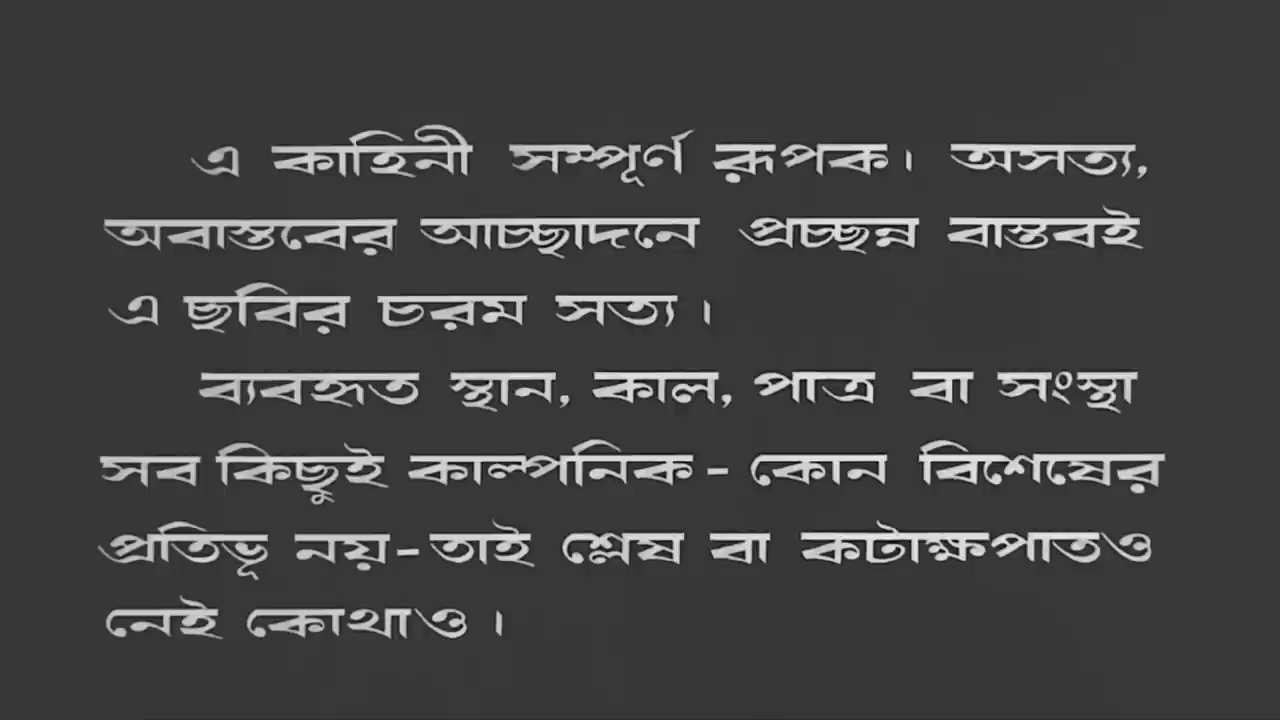 এ কাহিনী সম্পূর্ণ রূপক। অসত্য,
অবাস্তবের আচ্ছাদনে প্রচ্ছন্ন বাস্তবই
এ ছবির চরম সত্য।
ব্যবহৃত স্থান, কাল, পাত্র বা সংস্থা
সব কিছুই কাল্পনিক - কোন বিশেষের
প্রতিভূ নয়-তাই শ্লেষ বা কটাক্ষপাতও
নেই কোথাও।